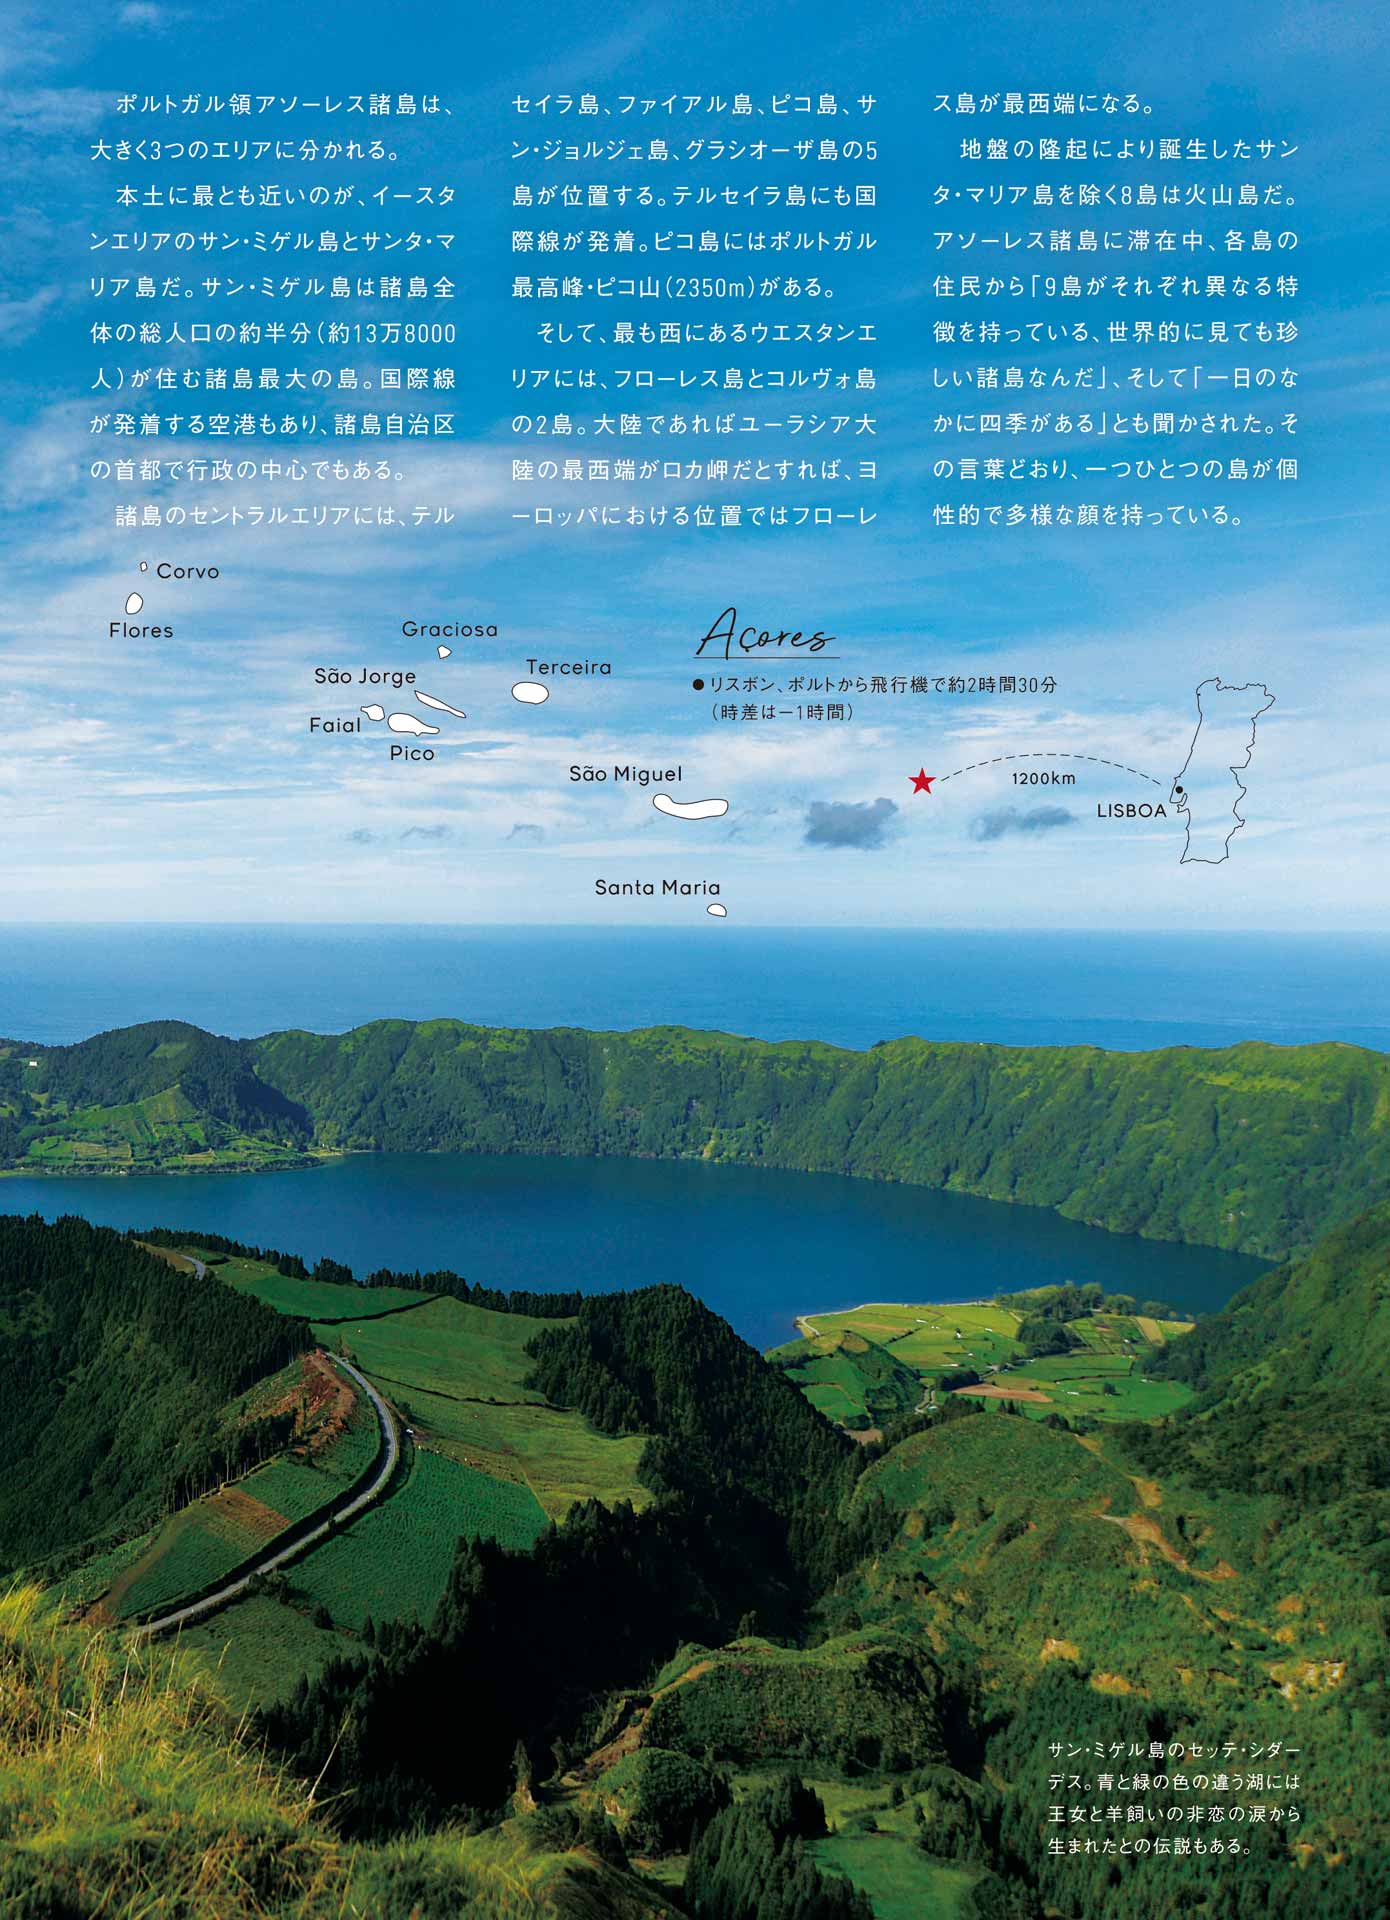 ポルトガル領アソーレス諸島は、
大きく3つのエリアに分かれる。
本土に最とも近いのが、イースタ
ンエリアのサン・ミゲル島とサンタ・マ
リア島だ。サン・ミゲル島は諸島全
体の総人口の約半分(約13万8000
人)が住む諸島最大の島。国際線
が発着する空港もあり、諸島自治区
の首都で行政の中心でもある。
諸島のセントラルエリアには、テル
セイラ島、ファイアル島、ピコ島、サ
ン・ジョルジェ島、グラシオーザ島の5
島が位置する。テルセイラ島にも国
際線が発着。ピコ島にはポルトガル
最高峰・ピコ山(2350m)がある。
そして、最も西にあるウエスタンエ
リアには、フローレス島とコルヴォ島
の2島。大陸であればユーラシア大
陸の最西端がロカ岬だとすれば、ヨ
ーロッパにおける位置ではフローレ
ス島が最西端になる。
地盤の隆起により誕生したサン
タ・マリア島を除く8島は火山島だ。
アソーレス諸島に滞在中、各島の
住民から「9島がそれぞれ異なる特
徴を持っている、世界的に見ても珍
しい諸島なんだ」、そして「一日のな
かに四季がある」とも聞かされた。そ
の言葉どおり、一つひとつの島が個
性的で多様な顔を持っている。
Corvo
Flores
Graciosa
Terceira
São Jorge
Faial
Pico
São Miguel
Santa Maria
Açores
●リスボン、ポルトから飛行機で約2時間30分
(時差は−1時間)
1200km
LISBOA
サン・ミゲル島のセッテ・シダー
デス。青と緑の色の違う湖には
王女と羊飼いの非恋の涙から
生まれたとの伝説もある。